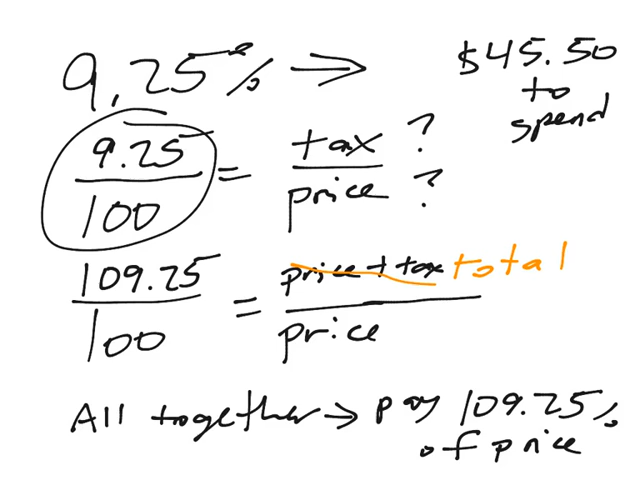 9.25% →
$45.50
to
spend
9.25/100 = tax ?/price ?
109.25/100 = price + tax total/price
All together → pay 109.25%
of price